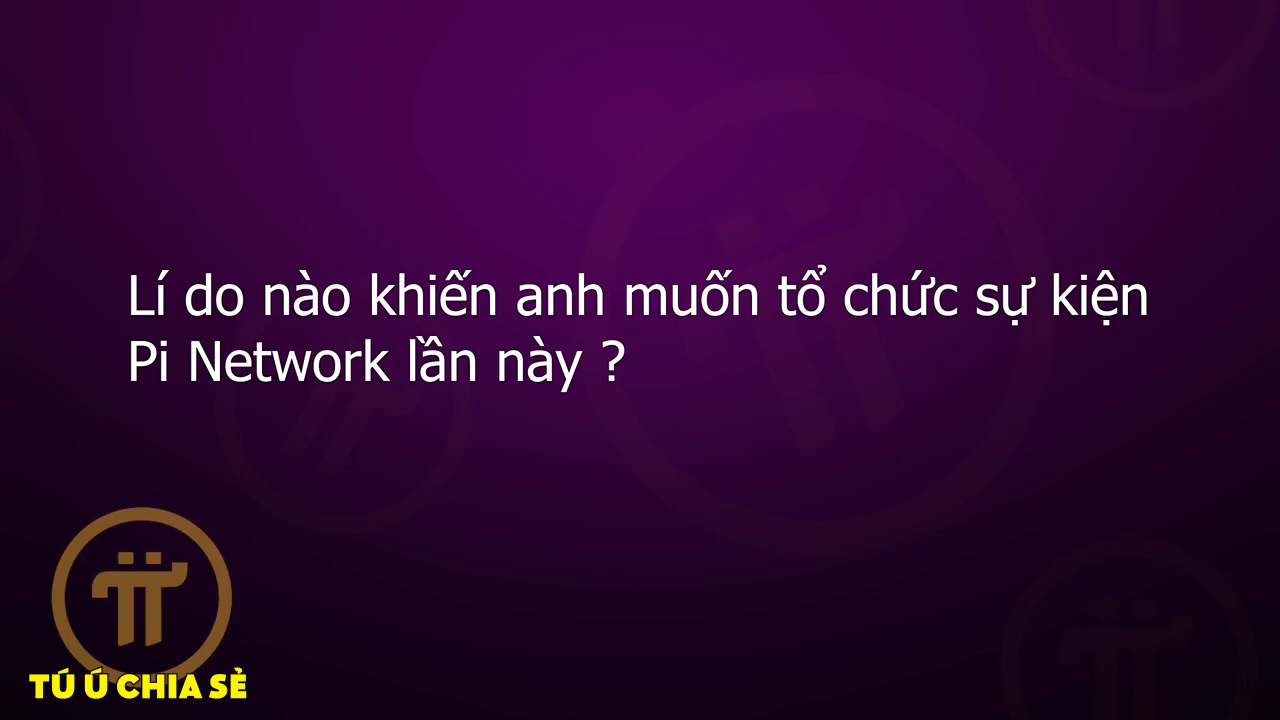 Lí do nào khiến anh muốn tổ chức sự kiện
Pi Network lần này ?
TÚ Ú CHIA SẺ